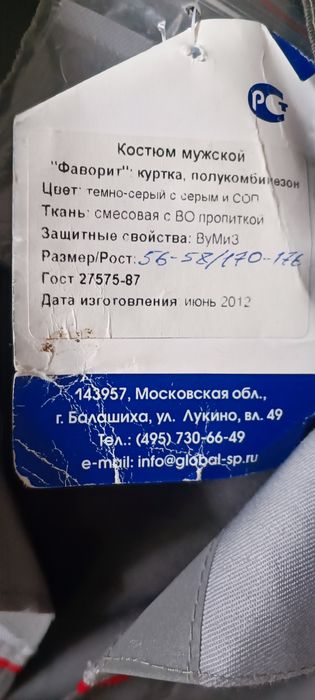 РСТ
Костюм мужской
"Фаворит": куртка, полукомбинезон
Цвет: темно-серый с серым и СОП
Ткань: смесовая с ВО пропиткой
Защитные свойства: ВуМиЗ
Размер/Рост: 56-58/170-176
Гост 27575-87
Дата изготовления июнь 2012
143957, Московская обл.,
г. Балашиха, ул. Лукино, вл. 49
Тел.: (495) 730-66-49
e-mail: info@global-sp.ru